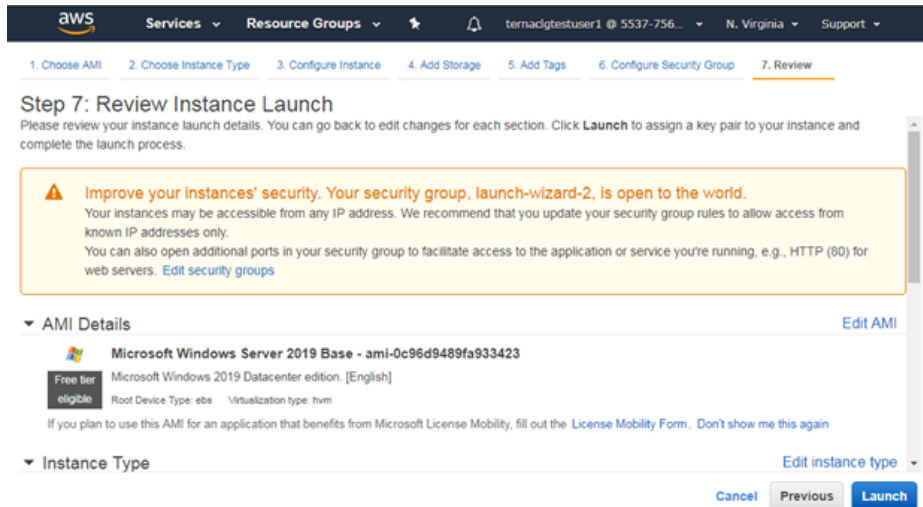 aws Services Resource Groups ternaclgtestuser1 @ 5537-756... N. Virginia Support
1. Choose AMI 2. Choose Instance Type 3. Configure Instance 4. Add Storage 5. Add Tags 6. Configure Security Group 7. Review
Step 7: Review Instance Launch
Please review your instance launch details. You can go back to edit changes for each section. Click Launch to assign a key pair to your instance and
complete the launch process.
Improve your instances' security. Your security group, launch-wizard-2, is open to the world.
Your instances may be accessible from any IP address. We recommend that you update your security group rules to allow access from
known IP addresses only.
You can also open additional ports in your security group to facilitate access to the application or service you're running, e.g., HTTP (80) for
web servers. Edit security groups
AMI Details Edit AMI
Microsoft Windows Server 2019 Base - ami-0c96d9489fa933423
Free tier
eligible
Microsoft Windows 2019 Datacenter edition. [English]
Root Device Type: ebs Virtualization type: hvm
If you plan to use this AMI for an application that benefits from Microsoft License Mobility, fill out the License Mobility Form. Don't show me this again
Instance Type Edit instance type
Cancel Previous Launch